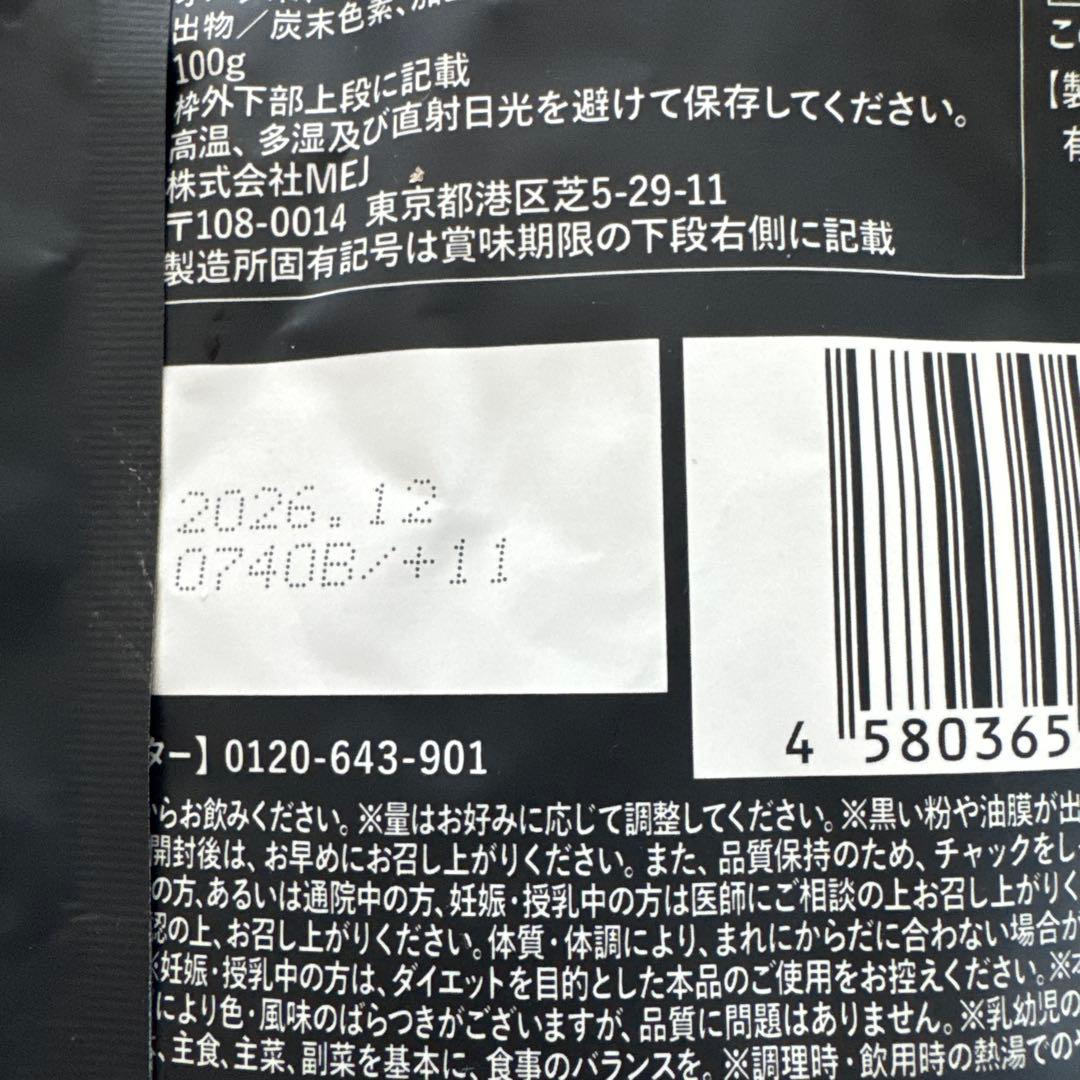 出物／炭末色素、
100g
枠外下部上段に記載
高温、多湿及び直射日光を避けて保存してください。
株式会社MEJ
〒108-0014 東京都港区芝5-29-11
製造所固有記号は賞味期限の下段右側に記載
【製
2026.12
0740B/+11
4 580365
ター】0120-643-901
らお飲みください。※量はお好みに応じて調整してください。※黒い粉や油膜が出
開封後は、お早めにお召し上がりください。また、品質保持のため、チャックをし
の方、あるいは通院中の方、妊娠・授乳中の方は医師にご相談の上お召し上がりく
認の上、お召し上がりください。体質・体調により、まれにからだに合わない場合が
※妊娠・授乳中の方は、ダイエットを目的とした本品のご使用をお控えください。※本
により色・風味のばらつきがございますが、品質に問題はありません。※乳幼児の
、主食、主菜、副菜を基本に、食事のバランスを。※調理時・飲用時の熱湯での